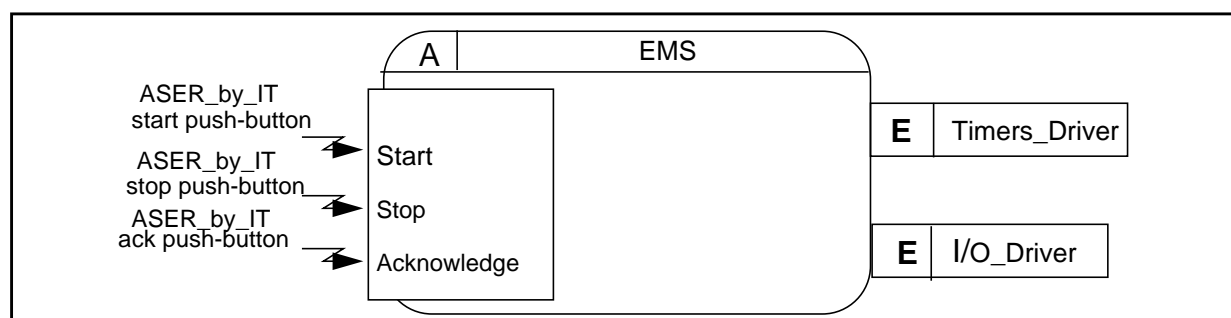 A EMS
ASER_by_IT
start push-button
Start
ASER_by_IT
stop push-button
Stop
ASER_by_IT
ack push-button
Acknowledge
E Timers_Driver
E I/O_Driver